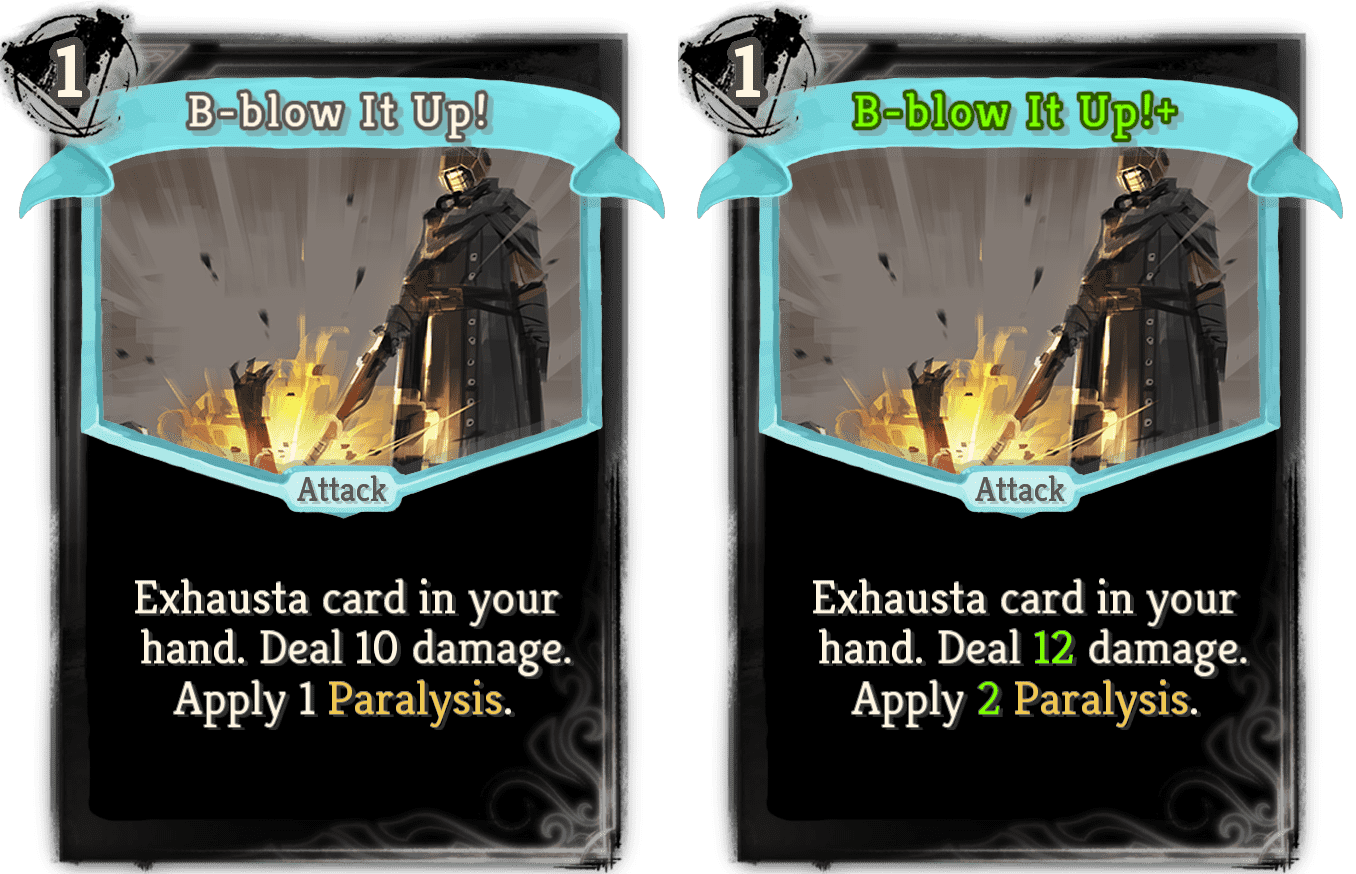 1
B-blow It Up!
Attack
Exhausta card in your
hand. Deal 10 damage.
Apply 1 Paralysis.
1
B-blow It Up!+
Attack
Exhausta card in your
hand. Deal 12 damage.
Apply 2 Paralysis.